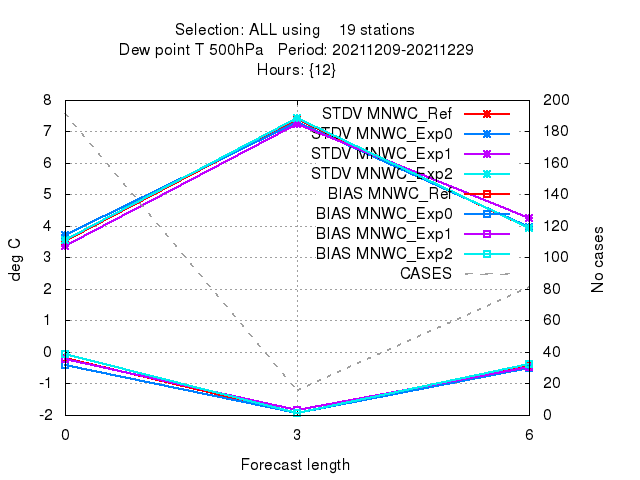 Selection: ALL using 19 stations
Dew point T 500hPa Period: 20211209-20211229
Hours: {12}
8 200
7 STDV MNWC_Ref 180
STDV MNWC_Exp0
6 STDV MNWC_Exp1 160
STDV MNWC_Exp2
5 BIAS MNWC_Ref 140
4 BIAS MNWC_Exp0 120
BIAS MNWC_Exp1
3 BIAS MNWC_Exp2 100
CASES
2 80
1 60
0 40
-1 20
-2 0
deg C
No cases
0 3 6
Forecast length